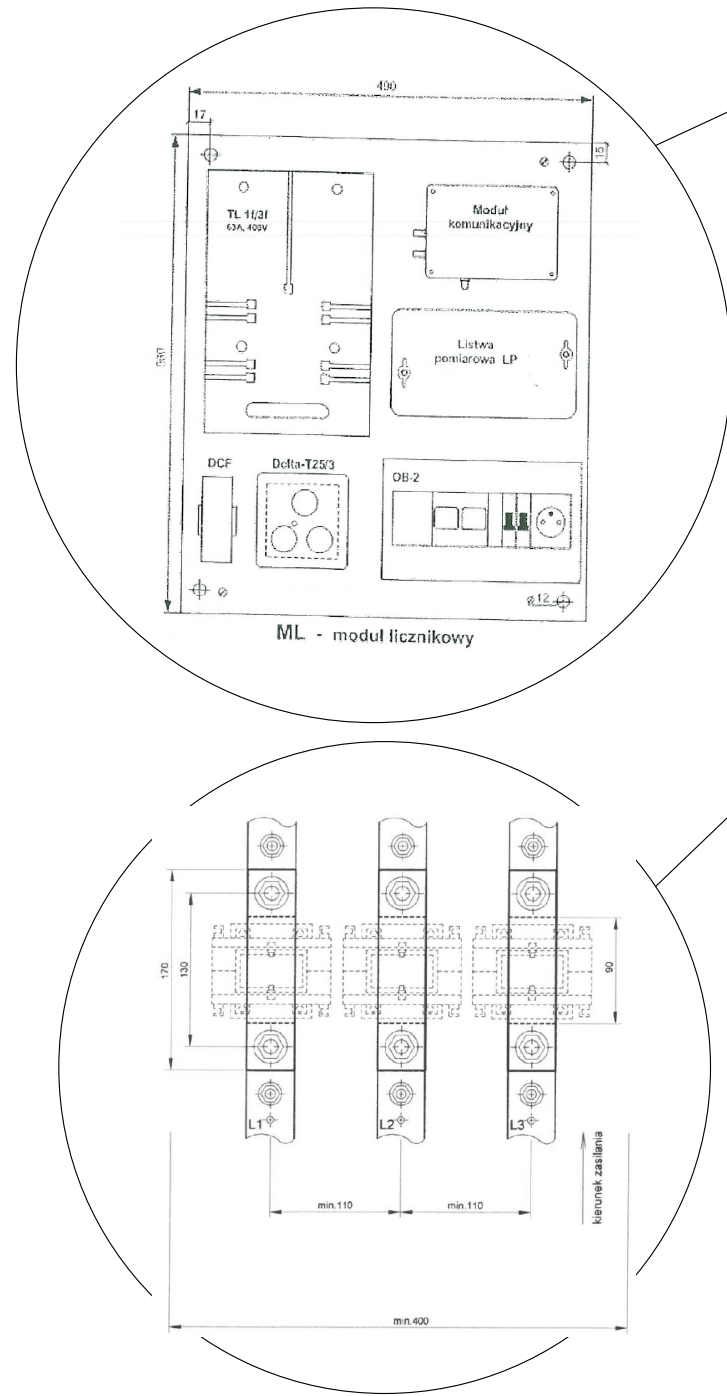 490
17
15
TL 1f/3f
63A, 400V
Moduł
komunikacyjny
Listwa
pomiarowa LP
DCF
Delta-T25/3
OB-2
12
ML - moduł licznikowy
170
130
90
L1
L2
L3
min.110
min.110
kierunek zasilania
min.400